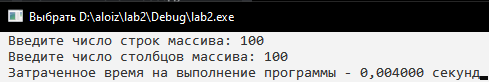 Выбрать D:\aloiz\lab2\Debug\lab2.exe
Введите число строк массива: 100
Введите число столбцов массива: 100
Затраченное время на выполнение программы - 0,004000 секунд